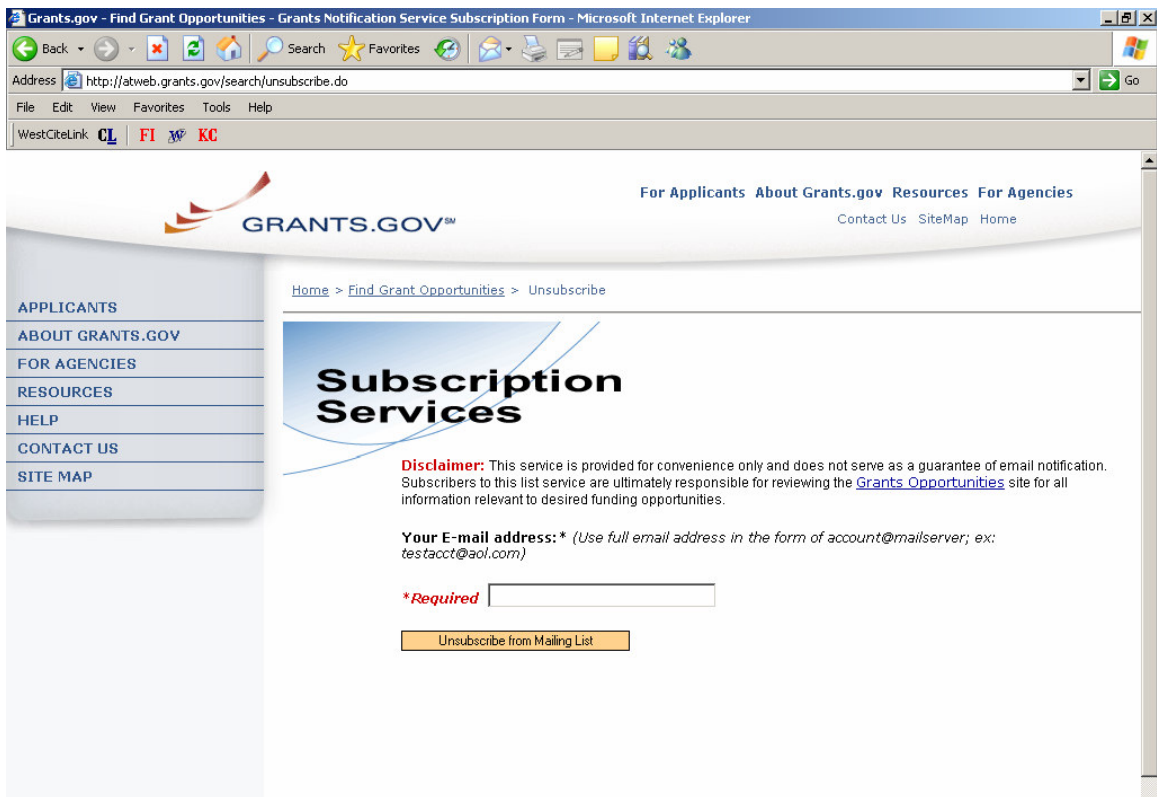 Grants.gov - Find Grant Opportunities - Grants Notification Service Subscription Form - Microsoft Internet Explorer
Back Search Favorites
Address http://atweb.grants.gov/search/unsubscribe.do Go
File Edit View Favorites Tools Help
WestCiteLink CL FI KC
For Applicants About Grants.gov Resources For Agencies
Contact Us SiteMap Home
GRANTS.GOV℠
Home > Find Grant Opportunities > Unsubscribe
APPLICANTS
ABOUT GRANTS.GOV
FOR AGENCIES
RESOURCES
HELP
CONTACT US
SITE MAP
Subscription
Services
Disclaimer: This service is provided for convenience only and does not serve as a guarantee of email notification.
Subscribers to this list service are ultimately responsible for reviewing the Grants Opportunities site for all
information relevant to desired funding opportunities.
Your E-mail address:* (Use full email address in the form of account@mailserver; ex:
testacct@aol.com)
*Required
Unsubscribe from Mailing List